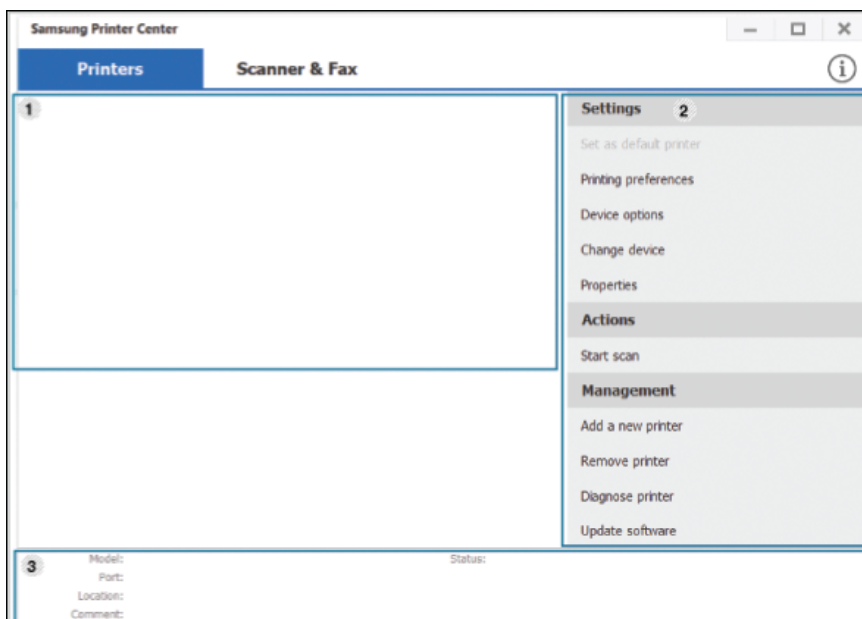 Samsung Printer Center
Printers Scanner & Fax
1
Settings 2
Set as default printer
Printing preferences
Device options
Change device
Properties
Actions
Start scan
Management
Add a new printer
Remove printer
Diagnose printer
Update software
3
Model: Status:
Port:
Location:
Comment: